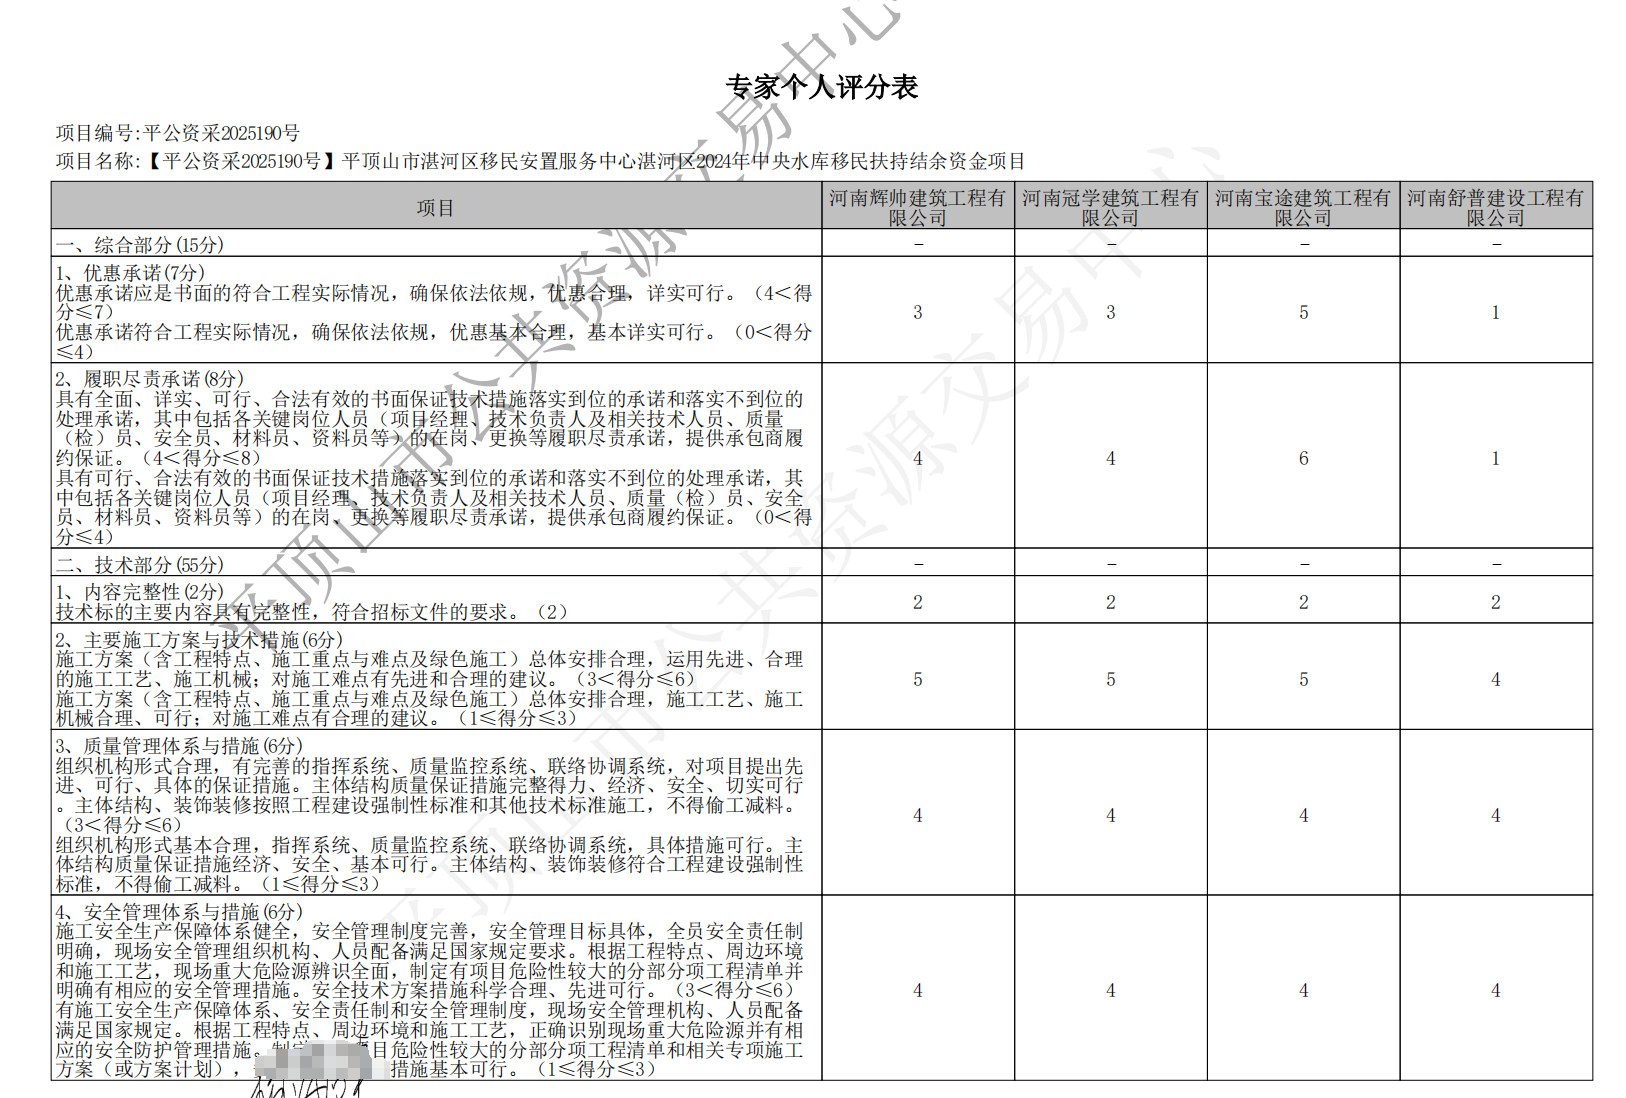 专家个人评分表
项目编号:平公资采2025190号
项目名称:【平公资采2025190号】平顶山市湛河区移民安置服务中心湛河区2024年中央水库移民扶持结余资金项目
项目
河南辉帅建筑工程有
限公司
河南冠学建筑工程有
限公司
河南宝途建筑工程有
限公司
河南舒普建设工程有
限公司
一、综合部分(15分)
－ － － －
1、优惠承诺(7分)
优惠承诺应是书面的符合工程实际情况，确保依法依规，优惠合理，详实可行。（4＜得
分≤7）
优惠承诺符合工程实际情况，确保依法依规，优惠基本合理，基本详实可行。（0＜得分
≤4）
3 3 5 1
2、履职尽责承诺(8分)
具有全面、详实、可行、合法有效的书面保证技术措施落实到位的承诺和落实不到位的
处理承诺，其中包括各关键岗位人员（项目经理、技术负责人及相关技术人员、质量
（检）员、安全员、材料员、资料员等）的在岗、更换等履职尽责承诺，提供承包商履
约保证。（4＜得分≤8）
具有可行、合法有效的书面保证技术措施落实到位的承诺和落实不到位的处理承诺，其
中包括各关键岗位人员（项目经理、技术负责人及相关技术人员、质量（检）员、安全
员、材料员、资料员等）的在岗、更换等履职尽责承诺，提供承包商履约保证。（0＜得
分≤4）
4 4 6 1
二、技术部分(55分)
－ － － －
1、内容完整性(2分)
技术标的主要内容具有完整性，符合招标文件的要求。（2）
2 2 2 2
2、主要施工方案与技术措施(6分)
施工方案（含工程特点、施工重点与难点及绿色施工）总体安排合理，运用先进、合理
的施工工艺、施工机械；对施工难点有先进和合理的建议。（3＜得分≤6）
施工方案（含工程特点、施工重点与难点及绿色施工）总体安排合理，施工工艺、施工
机械合理、可行；对施工难点有合理的建议。（1≤得分≤3）
5 5 5 4
3、质量管理体系与措施(6分)
组织机构形式合理，有完善的指挥系统、质量监控系统、联络协调系统，对项目提出先
进、可行、具体的保证措施。主体结构质量保证措施完整得力、经济、安全、切实可行
。主体结构、装饰装修按照工程建设强制性标准和其他技术标准施工，不得偷工减料。
（3＜得分≤6）
组织机构形式基本合理，指挥系统、质量监控系统、联络协调系统，具体措施可行。主
体结构质量保证措施经济、安全、基本可行。主体结构、装饰装修符合工程建设强制性
标准，不得偷工减料。（1≤得分≤3）
4 4 4 4
4、安全管理体系与措施(6分)
施工安全生产保障体系健全，安全管理制度完善，安全管理目标具体，全员安全责任制
明确，现场安全管理组织机构、人员配备满足国家规定要求。根据工程特点、周边环境
和施工工艺，现场重大危险源辨识全面，制定有项目危险性较大的分部分项工程清单并
明确有相应的安全管理措施。安全技术方案措施科学合理、先进可行。（3＜得分≤6）
有施工安全生产保障体系、安全责任制和安全管理制度，现场安全管理机构、人员配备
满足国家规定。根据工程特点、周边环境和施工工艺，正确识别现场重大危险源并有相
应的安全防护管理措施。制定 目危险性较大的分部分项工程清单和相关专项施工
方案（或方案计划）， 措施基本可行。（1≤得分≤3）
4 4 4 4
平顶山市公共资源交易中心
平顶山市公共资源交易中心